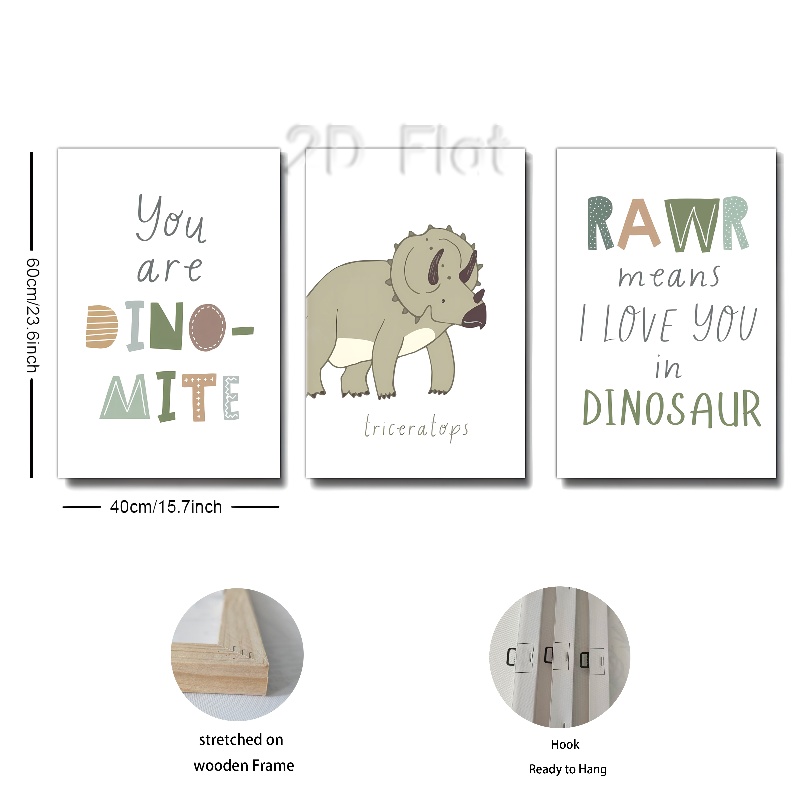 2D Flat
60cm/23.6inch
You
are
DINO-
MITE
triceratops
RAWR
means
I LOVE YOU
in
DINOSAUR
40cm/15.7inch
stretched on
wooden Frame
Hook
Ready to Hang